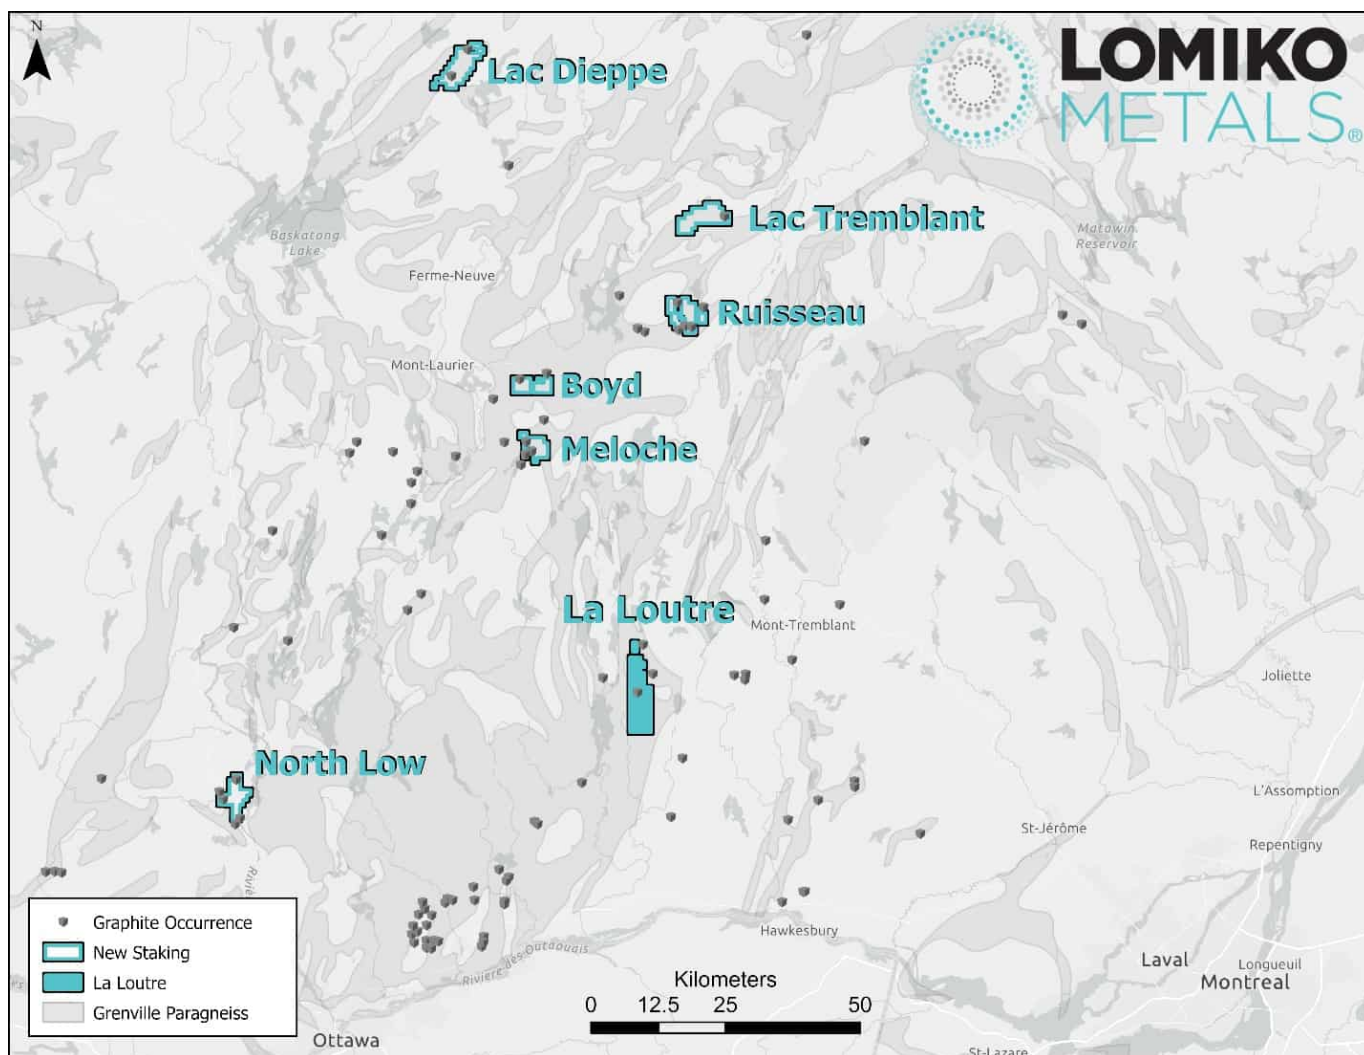 N
LOMIKO
METALS®
Lac Dieppe
Lac Tremblant
Baskatong
Lake
Matawin
Reservoir
Ferme-Neuve
Ruisseau
Mont-Laurier
Boyd
Meloche
La Loutre
Mont-Tremblant
Joliette
North Low
L'Assomption
St-Jérôme
Repentigny
Graphite Occurrence
New Staking
La Loutre
Grenville Paragneiss
Rivière des Outaouais
Hawkesbury
Laval
Longueuil
Montreal
Kilometers
0 12.5 25 50
Ottawa
St-Lazare